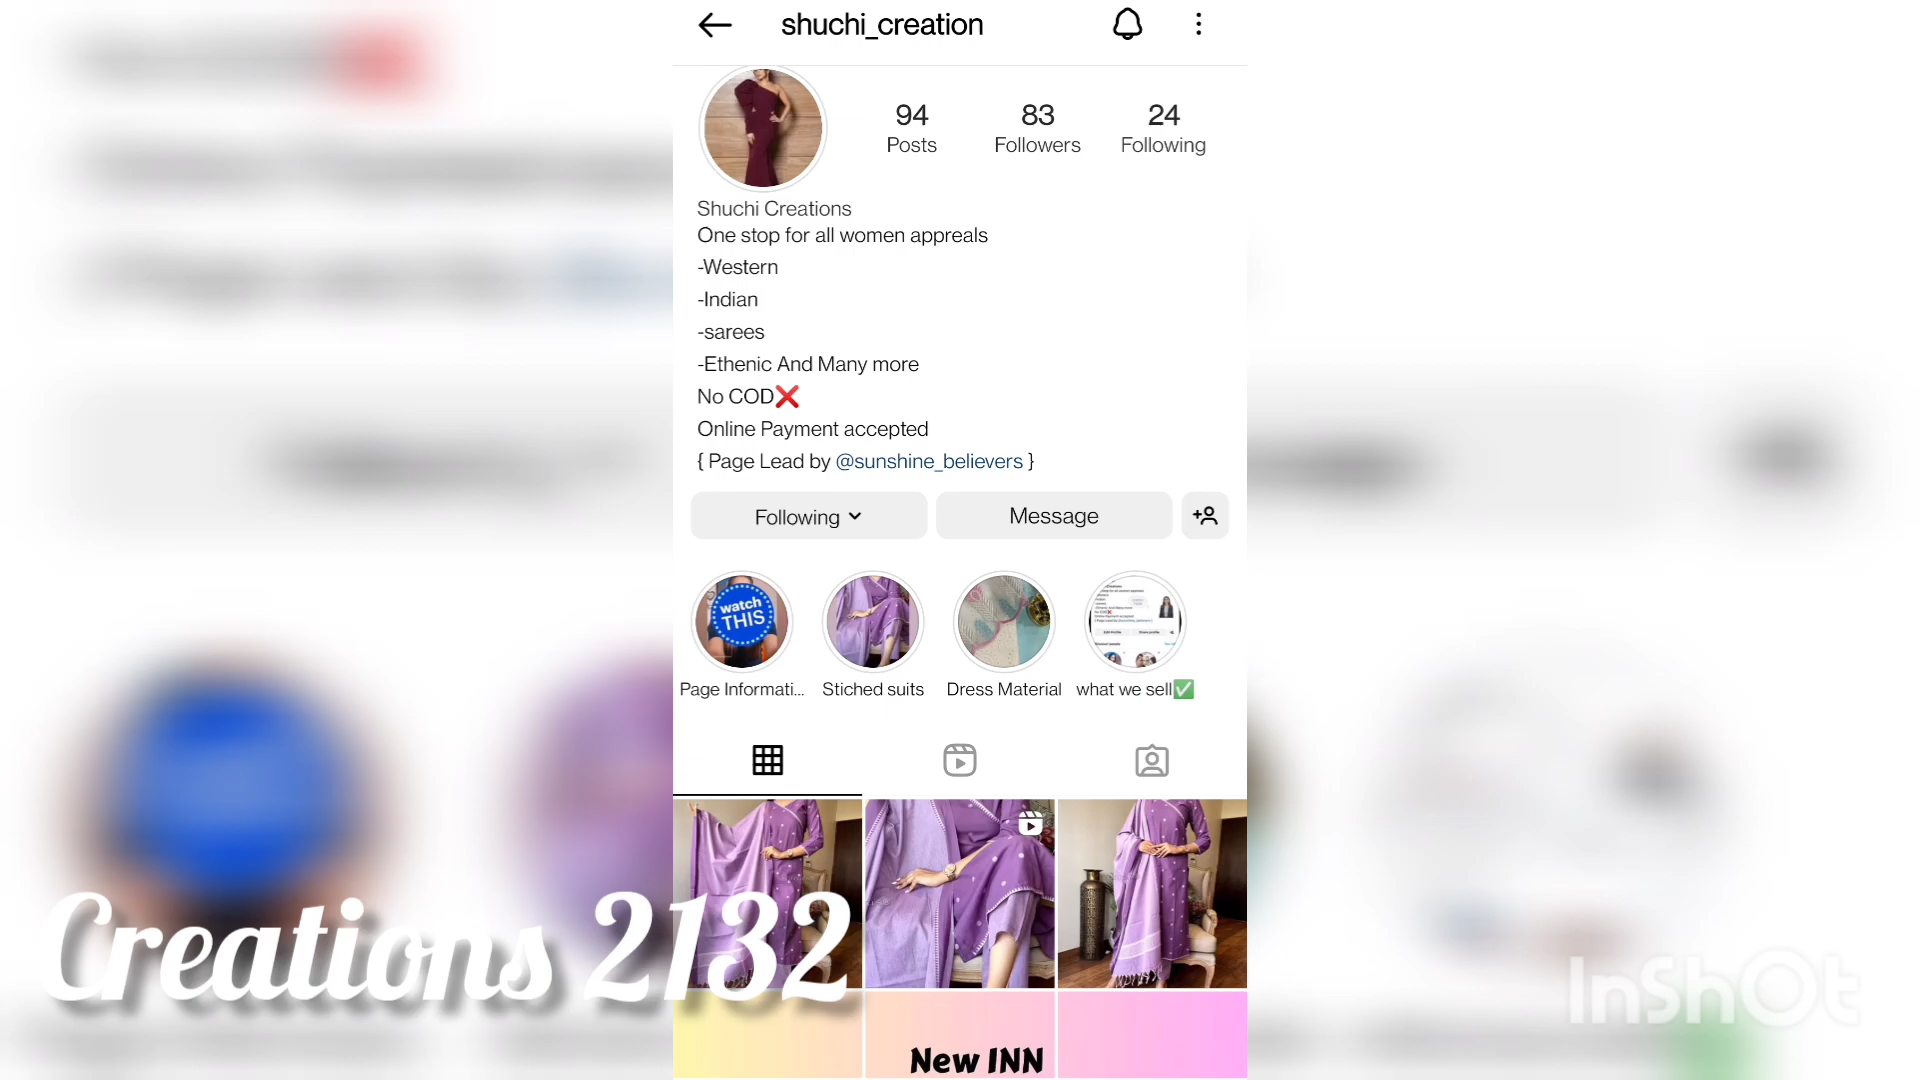 shuchi_creation
94
Posts
83
Followers
24
Following
Shuchi Creations
One stop for all women appreals
-Western
-Indian
-sarees
-Ethenic And Many more
No COD❌
Online Payment accepted
{ Page Lead by @sunshine_believers }
Following
Message
watch
THIS
Page Informati...
Stiched suits
Dress Material
what we sell✅
Creations 2132
New INN
InShOt